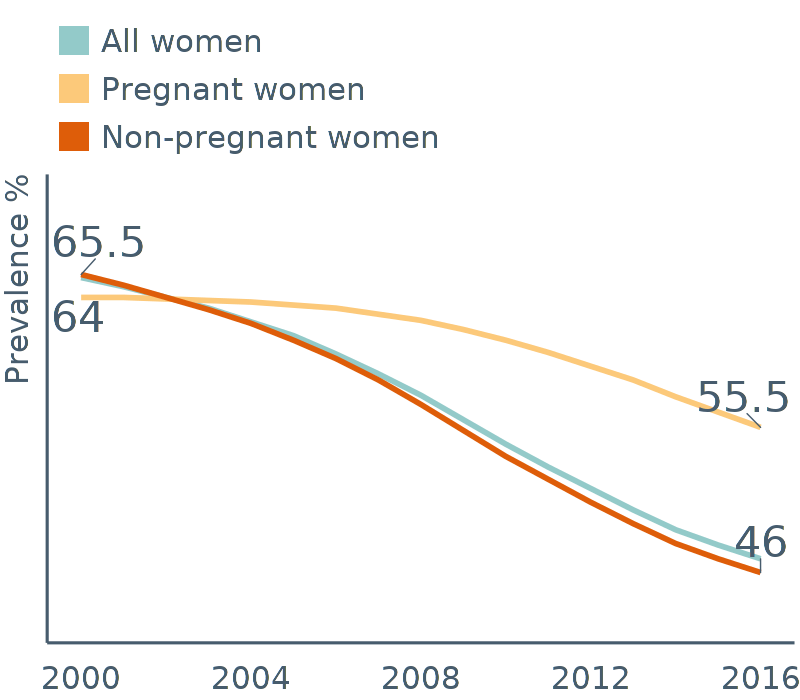 All women
Pregnant women
Non-pregnant women
Prevalence %
65.5
64
55.5
46
2000 2004 2008 2012 2016